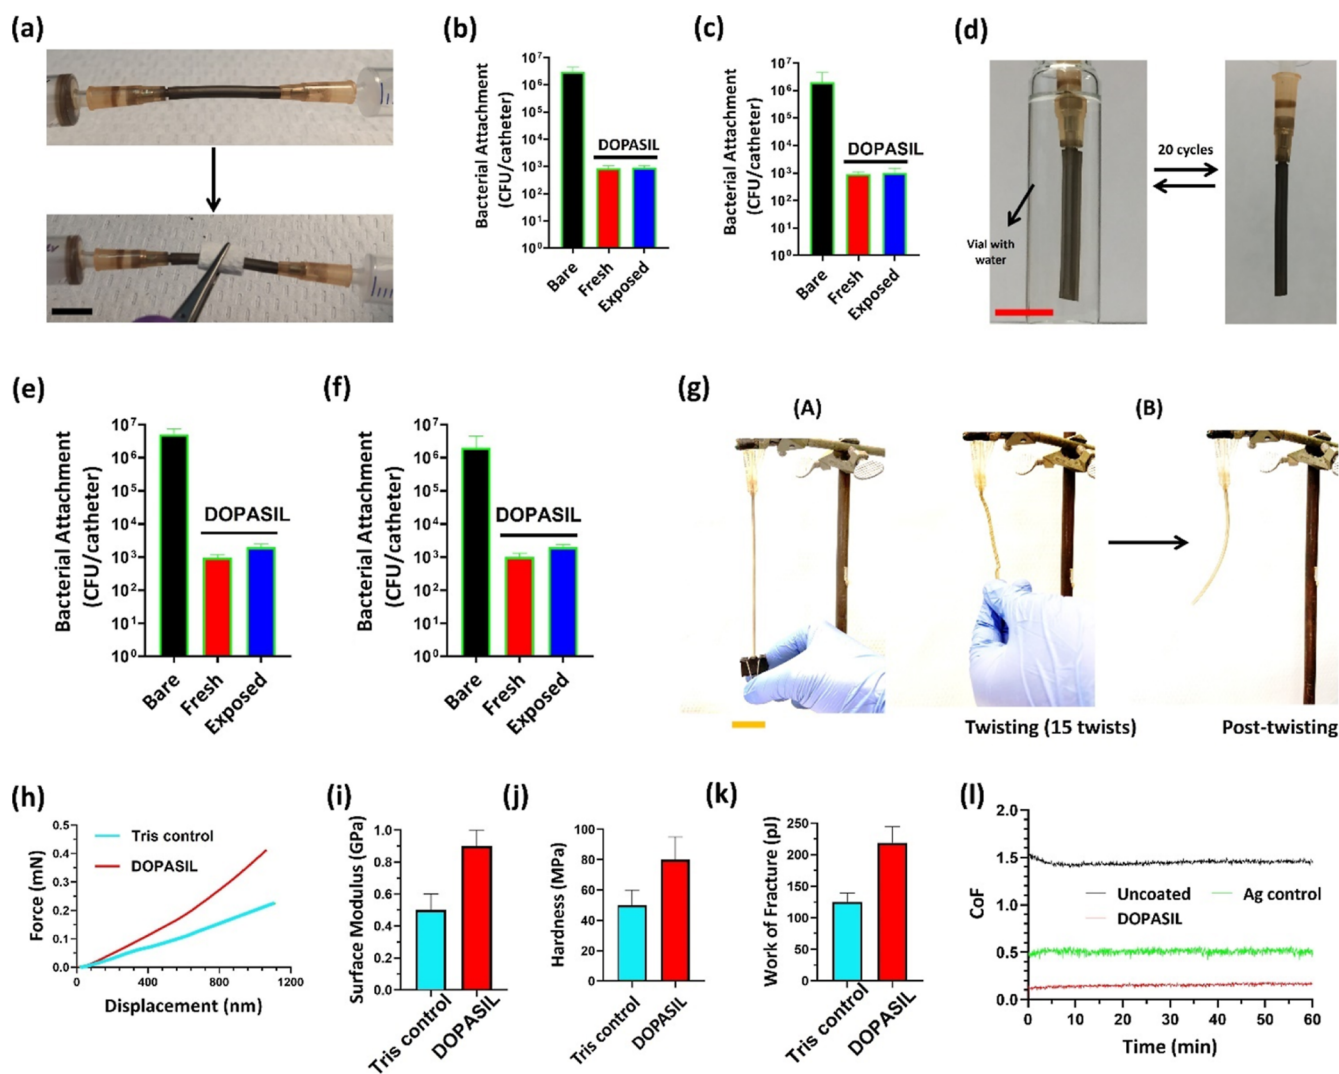 (a)
(b)
Bacterial Attachment
(CFU/catheter)
10⁷
10⁶
10⁵
10⁴
10³
10²
10¹
10⁰
DOPASIL
Bare
Fresh
Exposed
(c)
Bacterial Attachment
(CFU/catheter)
10⁷
10⁶
10⁵
10⁴
10³
10²
10¹
10⁰
DOPASIL
Bare
Fresh
Exposed
(d)
20 cycles
Vial with
water
(e)
Bacterial Attachment
(CFU/catheter)
10⁷
10⁶
10⁵
10⁴
10³
10²
10¹
10⁰
DOPASIL
Bare
Fresh
Exposed
(f)
Bacterial Attachment
(CFU/catheter)
10⁷
10⁶
10⁵
10⁴
10³
10²
10¹
10⁰
DOPASIL
Bare
Fresh
Exposed
(g)
(A)
(B)
Twisting (15 twists)
Post-twisting
(h)
Force (mN)
0.5
0.4
0.3
0.2
0.1
0.0
Tris control
DOPASIL
0
400
800
1200
Displacement (nm)
(i)
Surface Modulus (GPa)
1.0
0.8
0.6
0.4
0.2
0.0
Tris control
DOPASIL
(j)
Hardness (MPa)
100
80
60
40
20
0
Tris control
DOPASIL
(k)
Work of Fracture (pJ)
250
200
150
100
50
0
Tris control
DOPASIL
(l)
CoF
2.0
1.5
1.0
0.5
0.0
Uncoated
Ag control
DOPASIL
0
10
20
30
40
50
60
Time (min)